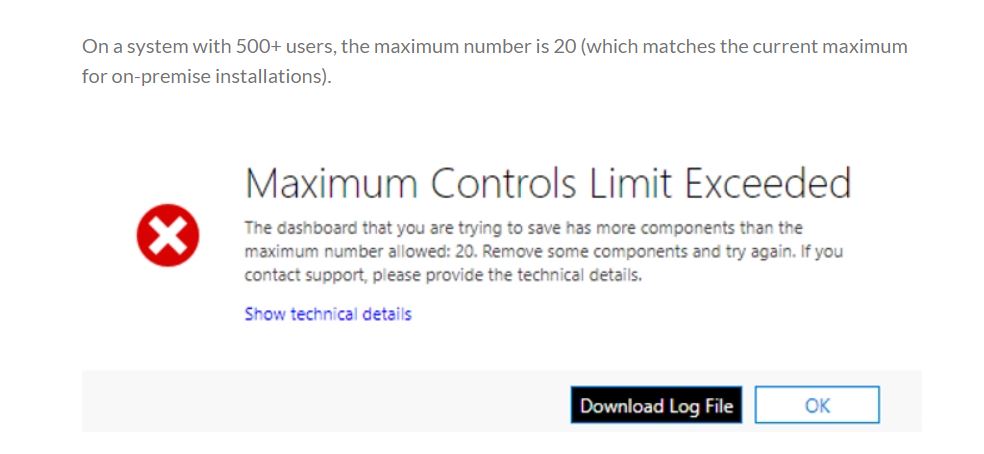 On a system with 500+ users, the maximum number is 20 (which matches the current maximum
for on-premise installations).
Maximum Controls Limit Exceeded
The dashboard that you are trying to save has more components than the
maximum number allowed: 20. Remove some components and try again. If you
contact support, please provide the technical details.
Show technical details
Download Log File
OK